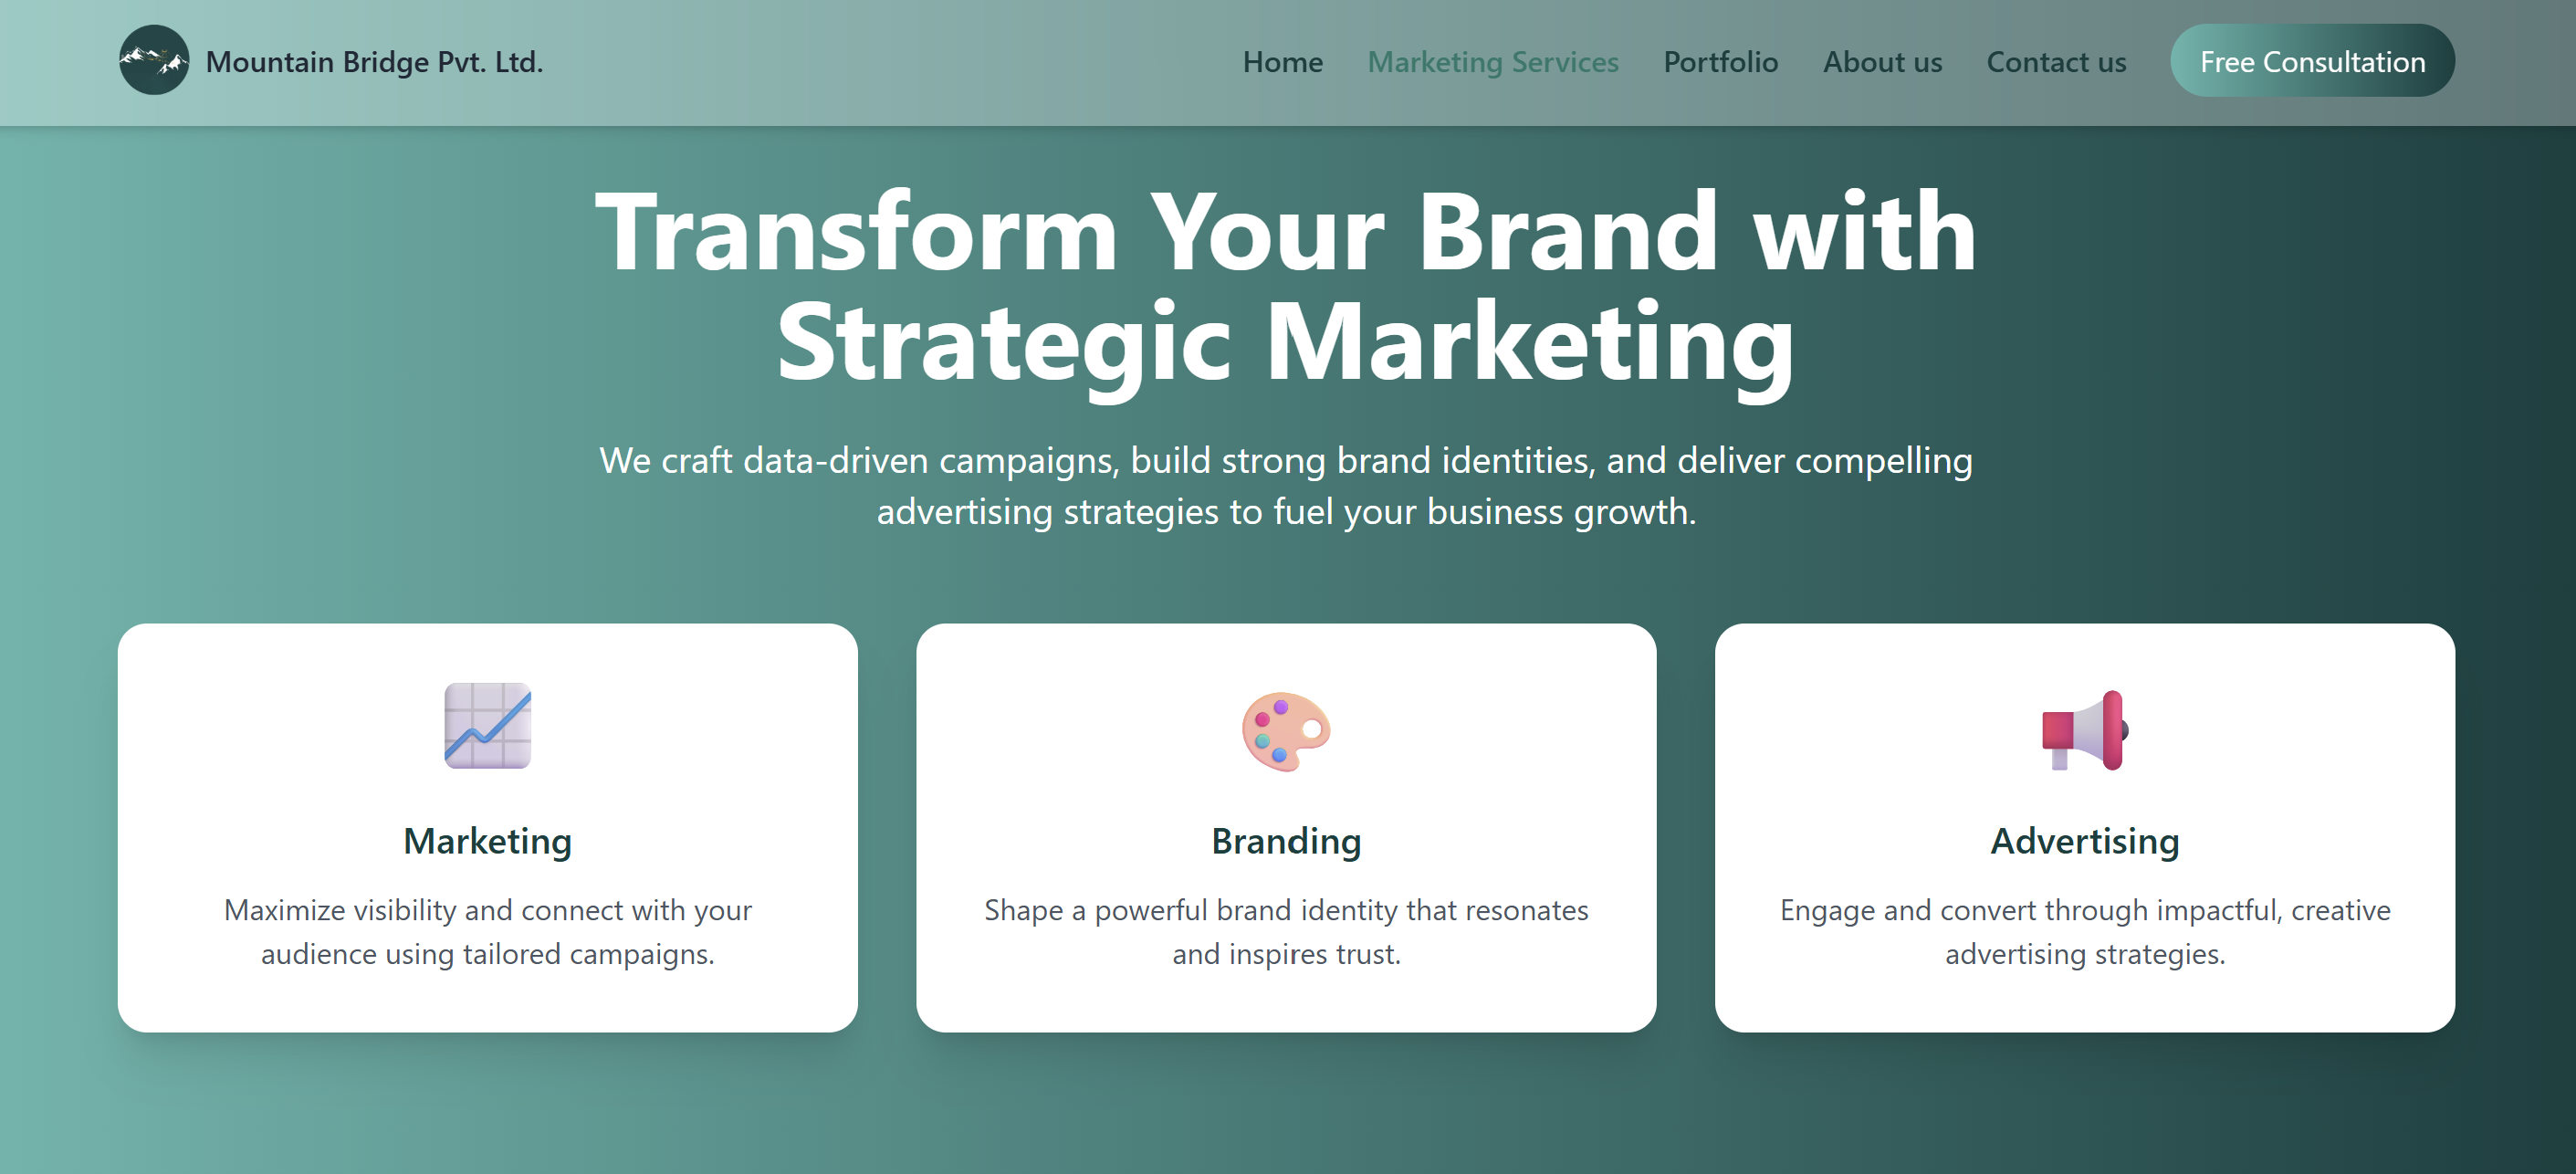 Mountain Bridge Pvt. Ltd.
Home
Marketing Services
Portfolio
About us
Contact us
Free Consultation
Transform Your Brand with
Strategic Marketing
We craft data-driven campaigns, build strong brand identities, and deliver compelling
advertising strategies to fuel your business growth.
Marketing
Maximize visibility and connect with your
audience using tailored campaigns.
Branding
Shape a powerful brand identity that resonates
and inspires trust.
Advertising
Engage and convert through impactful, creative
advertising strategies.